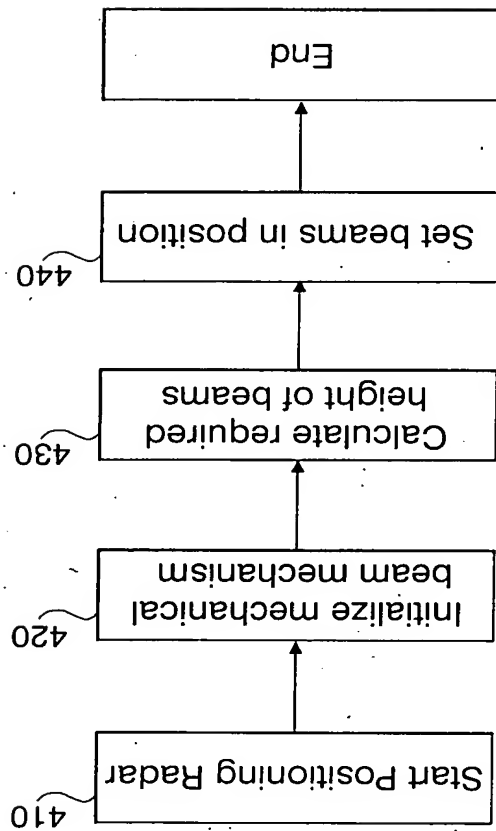 410
Start Positioning Radar
420
Initialize mechanical
beam mechanism
430
Calculate required
height of beams
440
Set beams in position
End